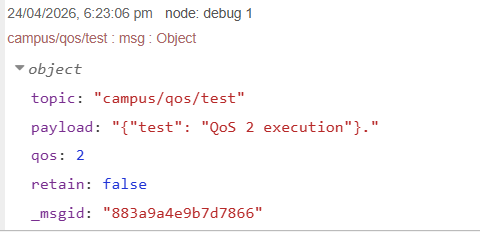 24/04/2026, 6:23:06 pm node: debug 1
campus/qos/test : msg : Object
object
topic: "campus/qos/test"
payload: "{"test": "QoS 2 execution"}."
qos: 2
retain: false
_msgid: "883a9a4e9b7d7866"